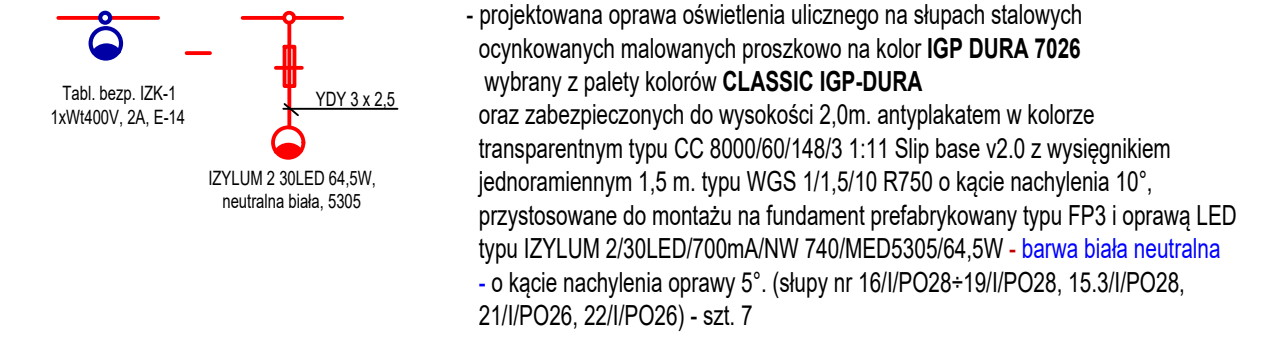 Tabl. bezp. IZK-1
1xWt400V, 2A, E-14
YDY 3 x 2,5
IZYLUM 2 30LED 64,5W,
neutralna biała, 5305
- projektowana oprawa oświetlenia ulicznego na słupach stalowych
ocynkowanych malowanych proszkowo na kolor IGP DURA 7026
wybrany z palety kolorów CLASSIC IGP-DURA
oraz zabezpieczonych do wysokości 2,0m. antyplakatem w kolorze
transparentnym typu CC 8000/60/148/3 1:11 Slip base v2.0 z wysięgnikiem
jednoramiennym 1,5 m. typu WGS 1/1,5/10 R750 o kącie nachylenia 10°,
przystosowane do montażu na fundament prefabrykowany typu FP3 i oprawą LED
typu IZYLUM 2/30LED/700mA/NW 740/MED5305/64,5W - barwa biała neutralna
- o kącie nachylenia oprawy 5°. (słupy nr 16/I/PO28÷19/I/PO28, 15.3/I/PO28,
21/I/PO26, 22/I/PO26) - szt. 7